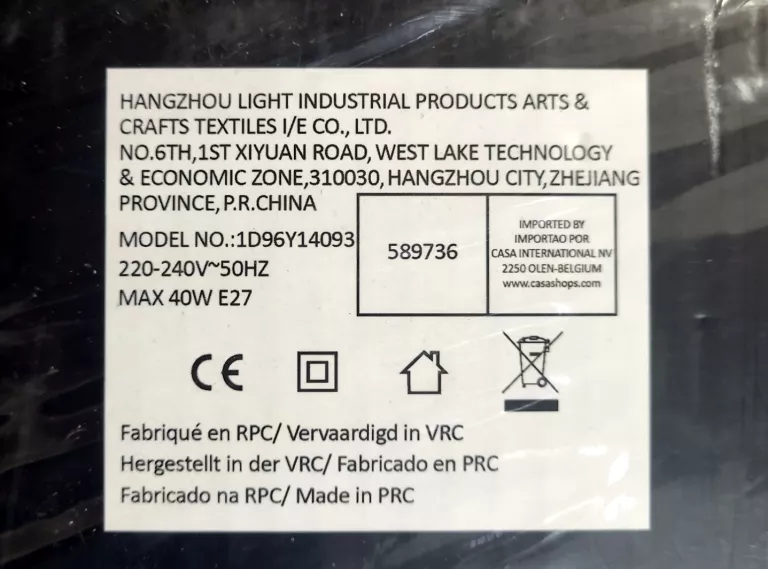 HANGZHOU LIGHT INDUSTRIAL PRODUCTS ARTS &
CRAFTS TEXTILES I/E CO., LTD.
NO.6TH,1ST XIYUAN ROAD, WEST LAKE TECHNOLOGY
& ECONOMIC ZONE,310030, HANGZHOU CITY,ZHEJIANG
PROVINCE, P.R.CHINA
MODEL NO.:1D96Y14093
220-240V~50HZ
MAX 40W E27
589736
IMPORTED BY
IMPORTAO POR
CASA INTERNATIONAL NV
2250 OLEN-BELGIUM
www.casashops.com
CE
Fabriqué en RPC/ Vervaardigd in VRC
Hergestellt in der VRC/ Fabricado en PRC
Fabricado na RPC/ Made in PRC